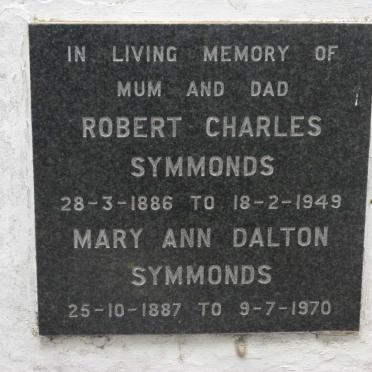 IN LIVING MEMORY OF
MUM AND DAD
ROBERT CHARLES
SYMMONDS
28-3-1886 TO 18-2-1949
MARY ANN DALTON
SYMMONDS
25-10-1887 TO 9-7-1970